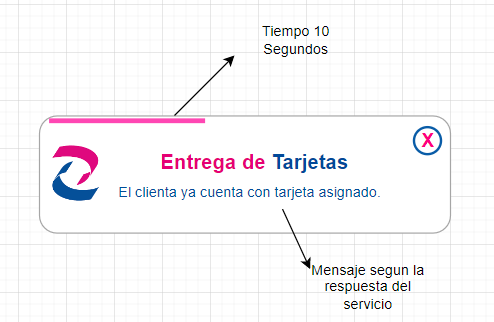 Tiempo 10
Segundos
X
Entrega de Tarjetas
El clienta ya cuenta con tarjeta asignado.
Mensaje segun la
respuesta del
servicio